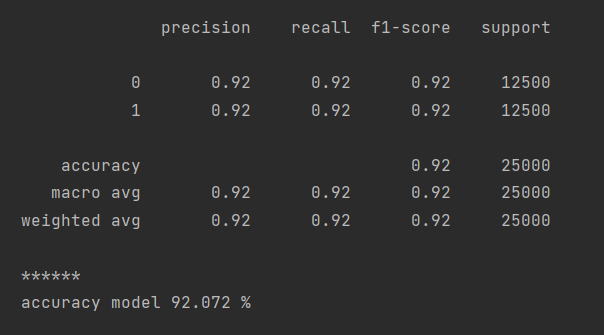 precision recall f1-score support
0 0.92 0.92 0.92 12500
1 0.92 0.92 0.92 12500
accuracy 0.92 25000
macro avg 0.92 0.92 0.92 25000
weighted avg 0.92 0.92 0.92 25000
******
accuracy model 92.072 %